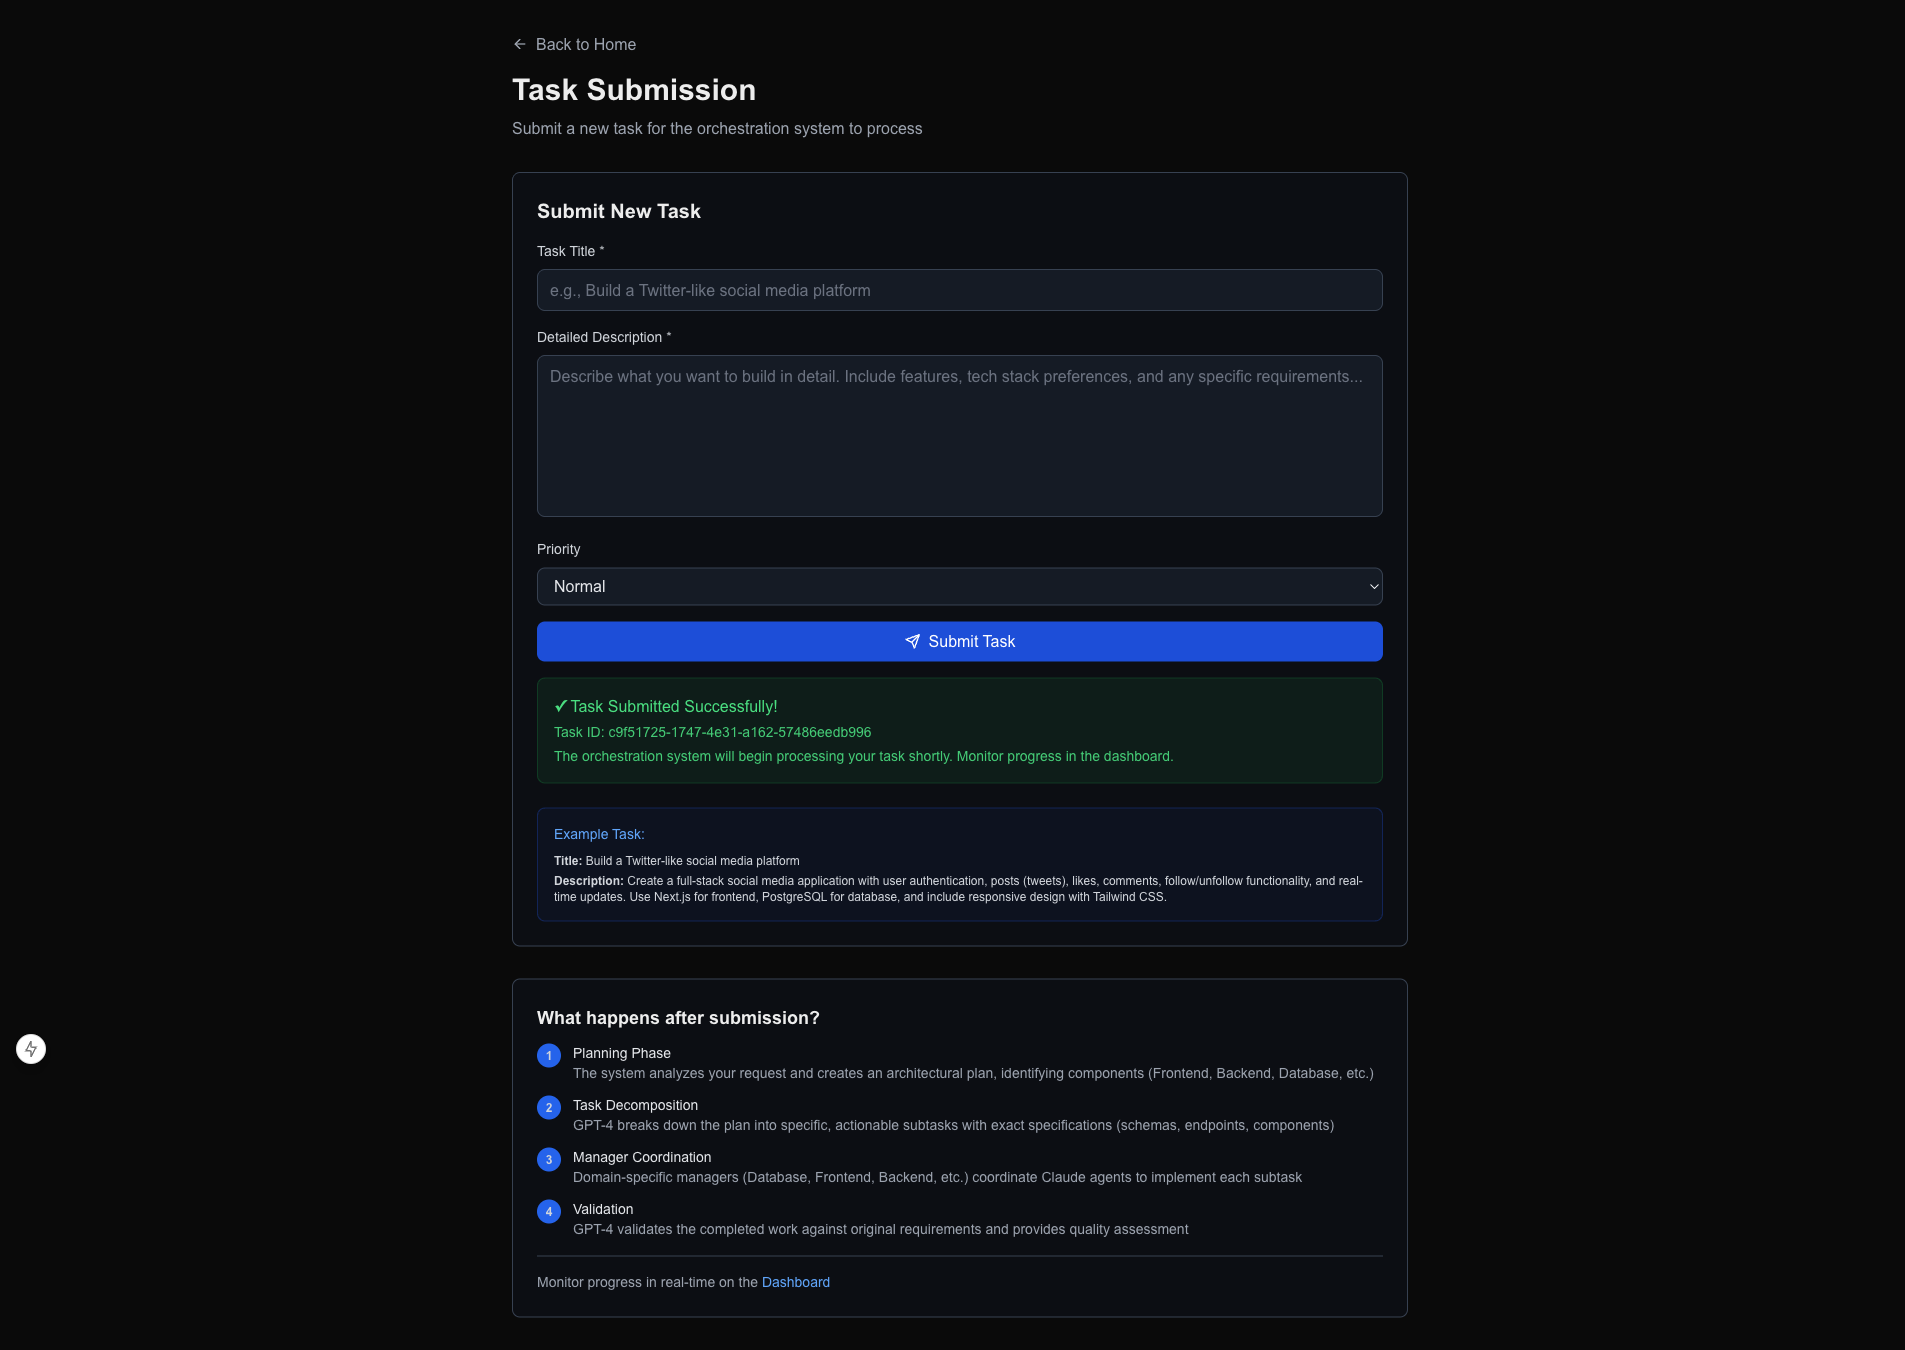 Back to Home
Task Submission
Submit a new task for the orchestration system to process
Submit New Task
Task Title *
e.g., Build a Twitter-like social media platform
Detailed Description *
Describe what you want to build in detail. Include features, tech stack preferences, and any specific requirements...
Priority
Normal
Submit Task
✓ Task Submitted Successfully!
Task ID: c9f51725-1747-4e31-a162-57486eedb996
The orchestration system will begin processing your task shortly. Monitor progress in the dashboard.
Example Task:
Title: Build a Twitter-like social media platform
Description: Create a full-stack social media application with user authentication, posts (tweets), likes, comments, follow/unfollow functionality, and real-
time updates. Use Next.js for frontend, PostgreSQL for database, and include responsive design with Tailwind CSS.
What happens after submission?
1 Planning Phase
The system analyzes your request and creates an architectural plan, identifying components (Frontend, Backend, Database, etc.)
2 Task Decomposition
GPT-4 breaks down the plan into specific, actionable subtasks with exact specifications (schemas, endpoints, components)
3 Manager Coordination
Domain-specific managers (Database, Frontend, Backend, etc.) coordinate Claude agents to implement each subtask
4 Validation
GPT-4 validates the completed work against original requirements and provides quality assessment
Monitor progress in real-time on the Dashboard